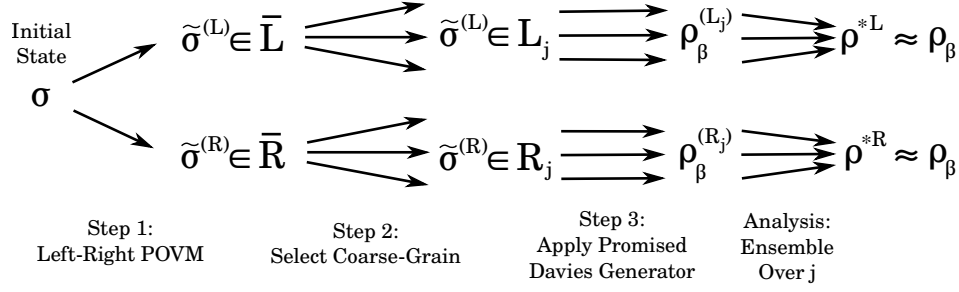 Initial
State
σ
σ̃^(L) ∈ L̄
σ̃^(L) ∈ L_j
ρ_β^(L_j)
ρ^*L ≈ ρ_β
σ̃^(R) ∈ R̄
σ̃^(R) ∈ R_j
ρ_β^(R_j)
ρ^*R ≈ ρ_β
Step 1:
Left-Right POVM
Step 2:
Select Coarse-Grain
Step 3:
Apply Promised
Davies Generator
Analysis:
Ensemble
Over j